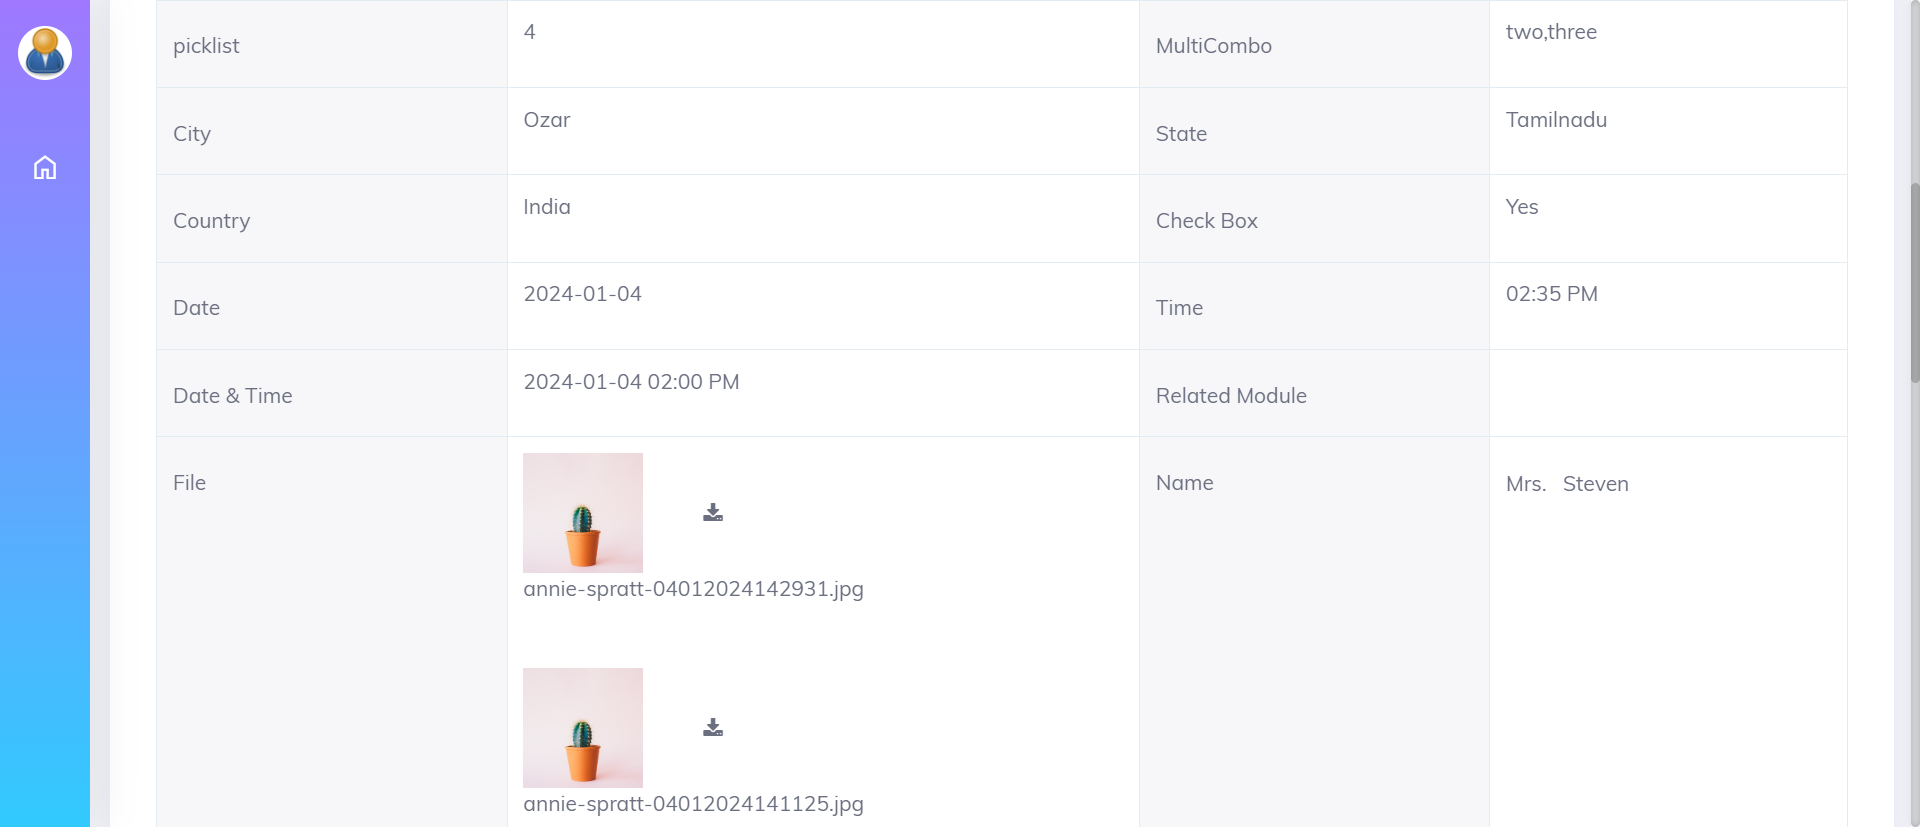 picklist 4 MultiCombo two,three
City Ozar State Tamilnadu
Country India Check Box Yes
Date 2024-01-04 Time 02:35 PM
Date & Time 2024-01-04 02:00 PM Related Module
File Name Mrs. Steven
annie-spratt-04012024142931.jpg
annie-spratt-04012024141125.jpg